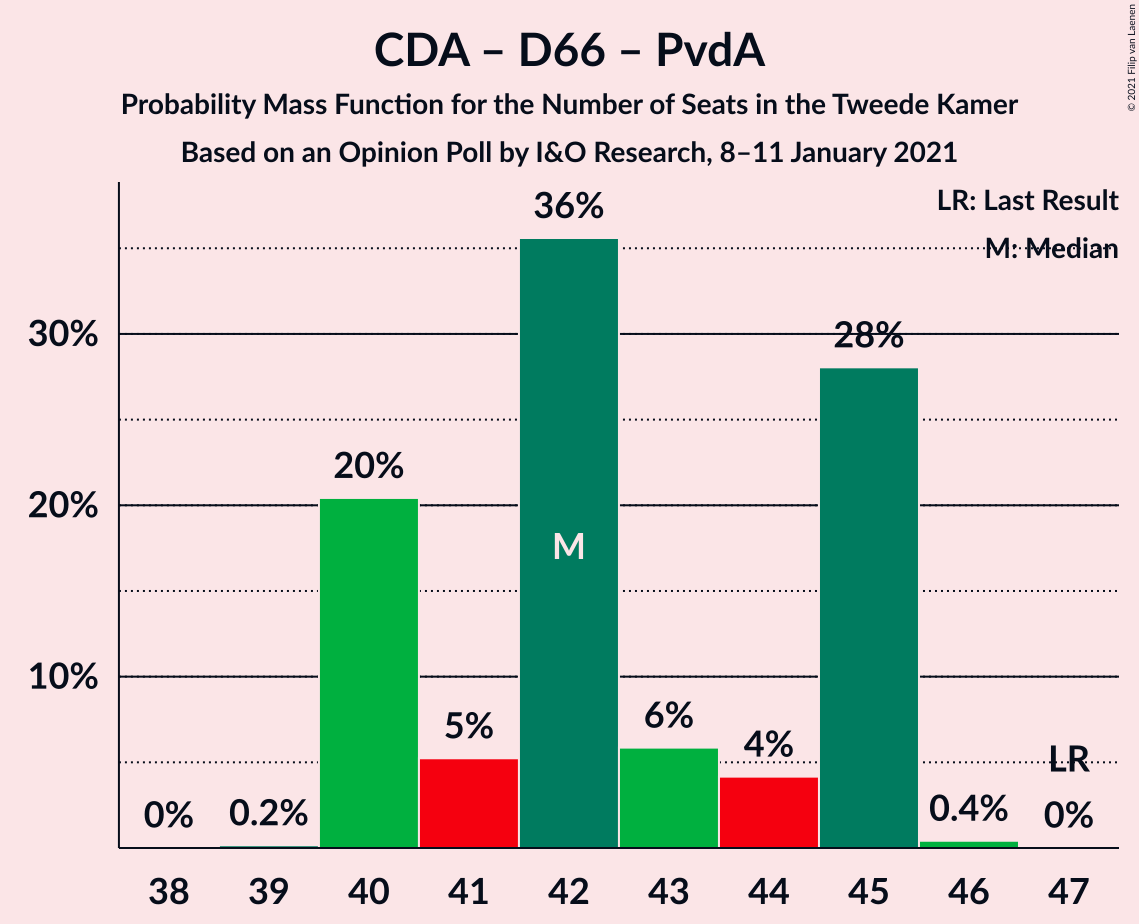 CDA – D66 – PvdA
Probability Mass Function for the Number of Seats in the Tweede Kamer
Based on an Opinion Poll by I&O Research, 8–11 January 2021
© 2021 Filip van Laenen
LR: Last Result
M: Median
36%
30%
28%
20%
20%
M
10%
5%
6%
4%
LR
0%
0.2%
0.4%
0%
38 39 40 41 42 43 44 45 46 47